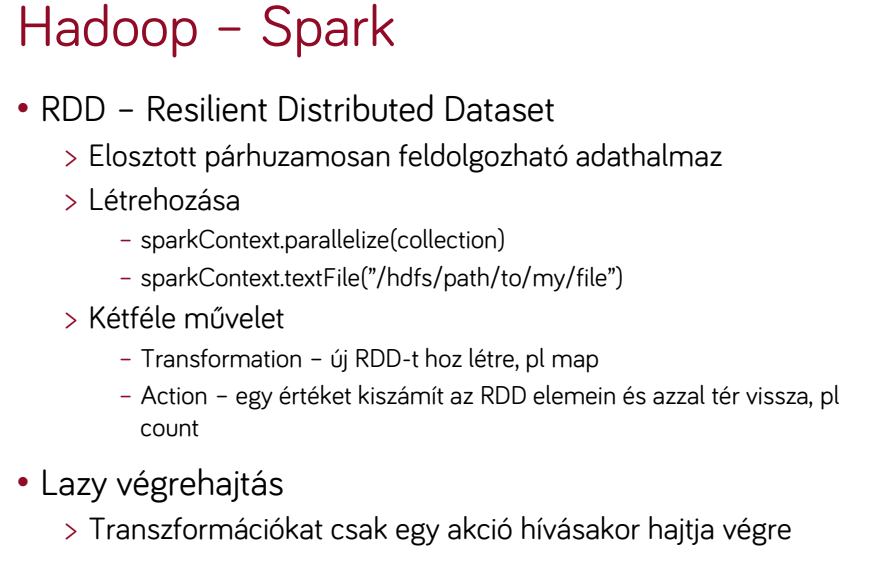 Hadoop – Spark
• RDD – Resilient Distributed Dataset
> Elosztott párhuzamosan feldolgozható adathalmaz
> Létrehozása
– sparkContext.parallelize(collection)
– sparkContext.textFile(”/hdfs/path/to/my/file”)
> Kétféle művelet
– Transformation – új RDD-t hoz létre, pl map
– Action – egy értéket kiszámít az RDD elemein és azzal tér vissza, pl
count
• Lazy végrehajtás
> Transzformációkat csak egy akció hívásakor hajtja végre